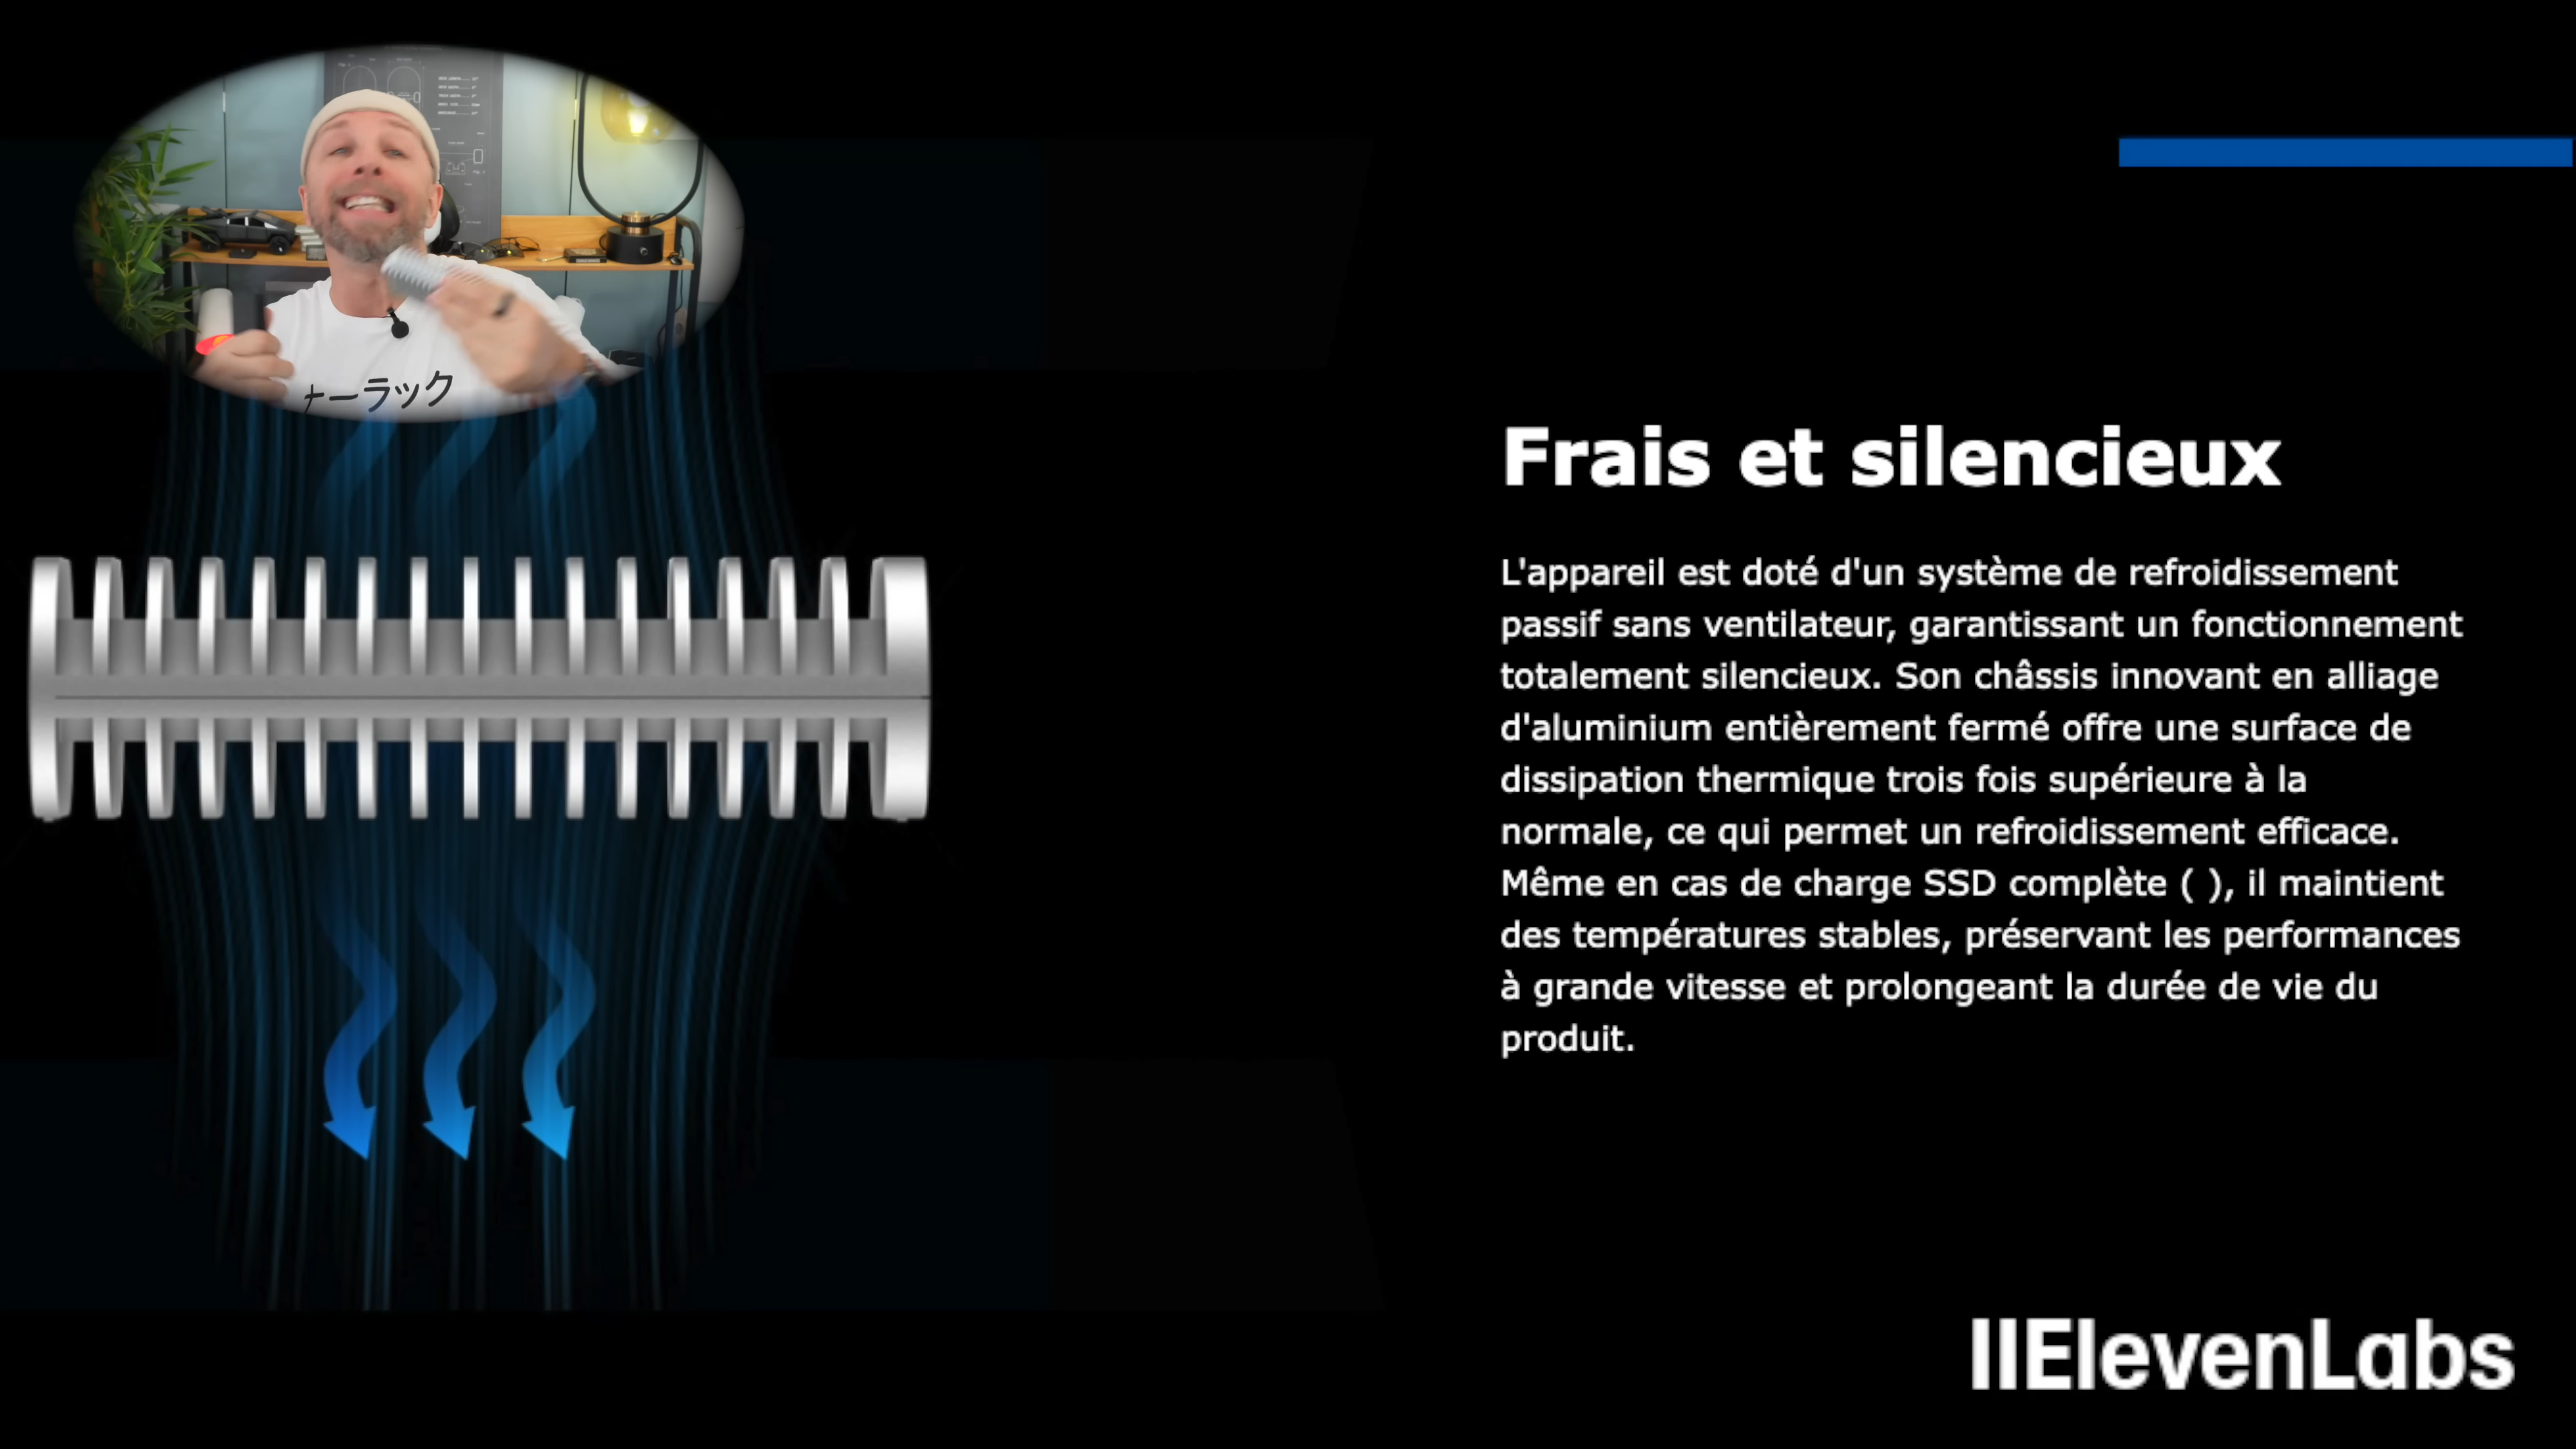 ナーラック
Frais et silencieux
L'appareil est doté d'un système de refroidissement
passif sans ventilateur, garantissant un fonctionnement
totalement silencieux. Son châssis innovant en alliage
d'aluminium entièrement fermé offre une surface de
dissipation thermique trois fois supérieure à la
normale, ce qui permet un refroidissement efficace.
Même en cas de charge SSD complète ( ), il maintient
des températures stables, préservant les performances
à grande vitesse et prolongeant la durée de vie du
produit.
IIElevenLabs